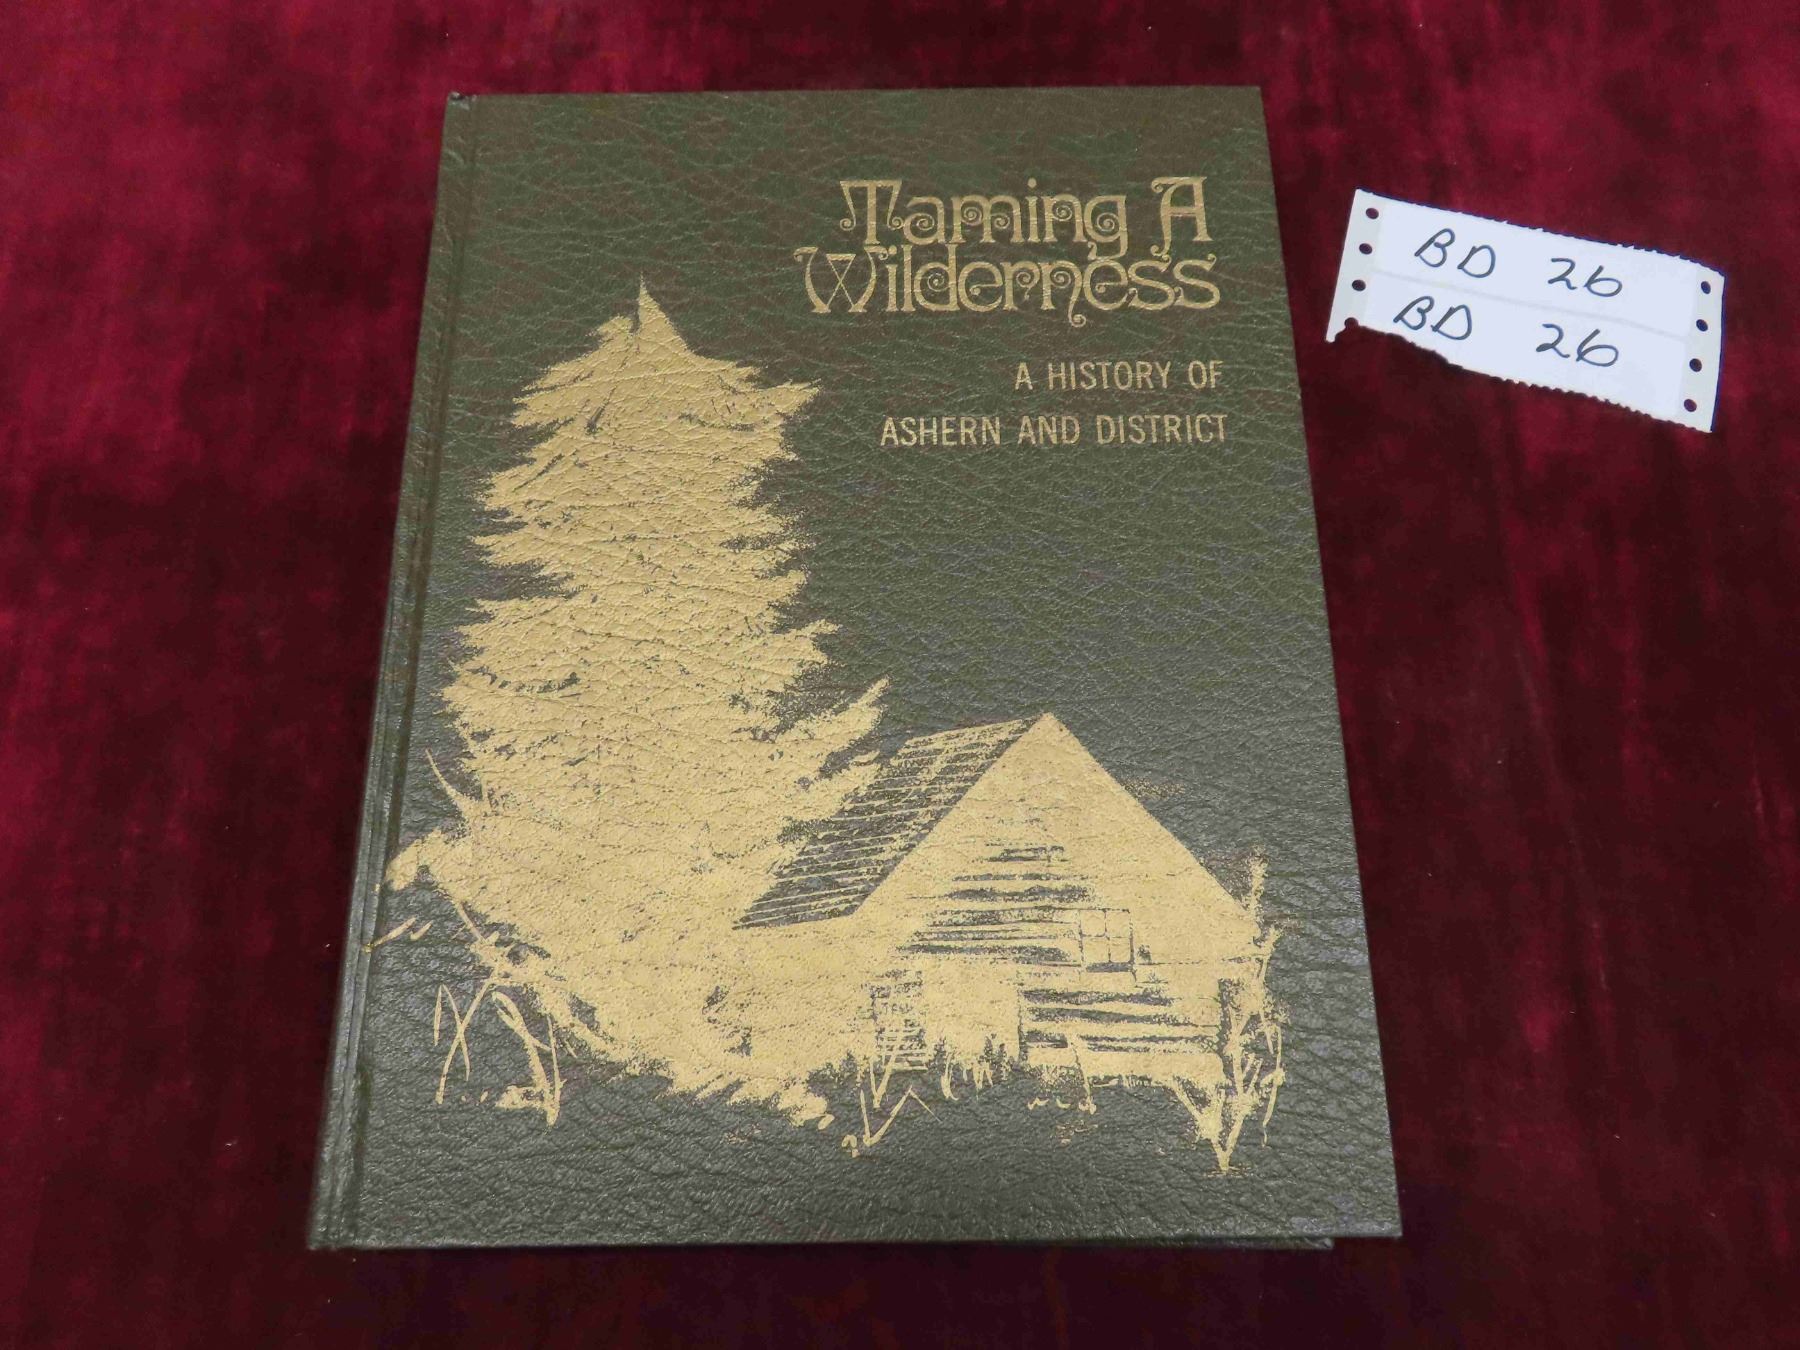 Taming A
Wilderness
A HISTORY OF
ASHERN AND DISTRICT
BD 26
BD 26